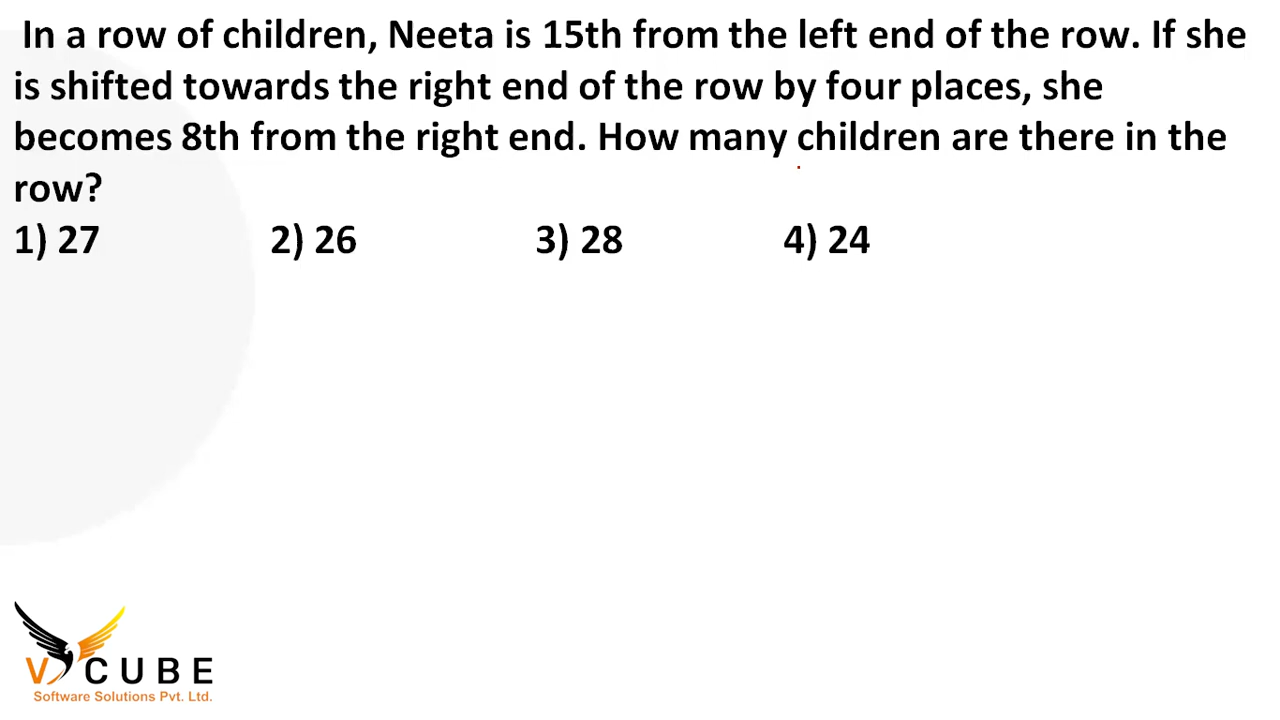 In a row of children, Neeta is 15th from the left end of the row. If she
is shifted towards the right end of the row by four places, she
becomes 8th from the right end. How many children are there in the
row?
1) 27 2) 26 3) 28 4) 24
V CUBE
Software Solutions Pvt. Ltd.